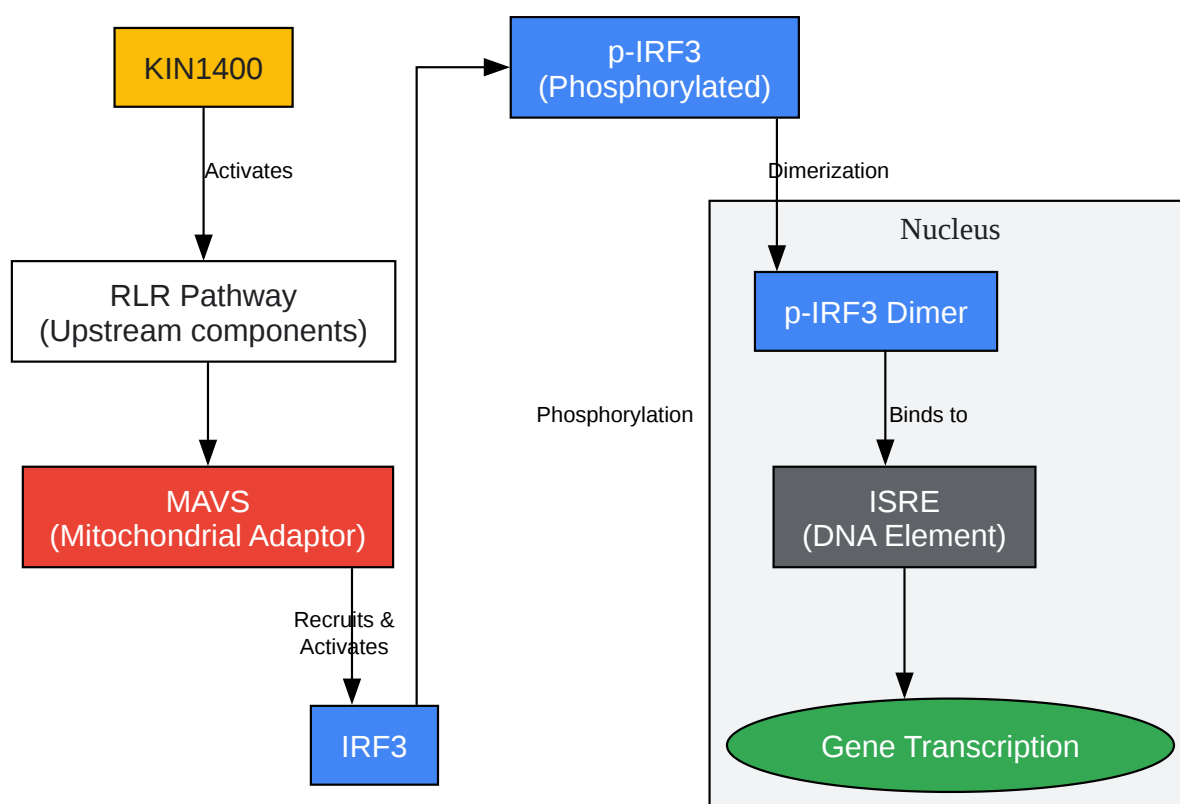 KIN1400
Activates
RLR Pathway
(Upstream components)
MAVS
(Mitochondrial Adaptor)
Recruits &
Activates
IRF3
Phosphorylation
p-IRF3
(Phosphorylated)
Dimerization
Nucleus
p-IRF3 Dimer
Binds to
ISRE
(DNA Element)
Gene Transcription